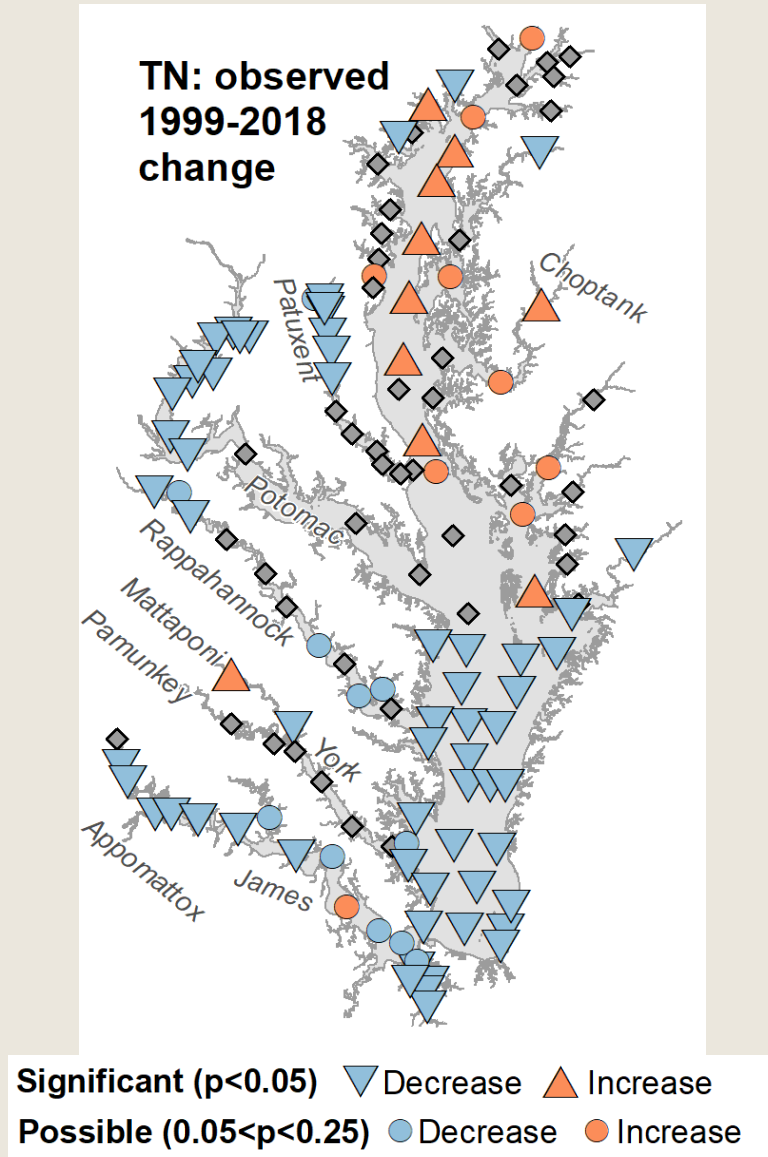 TN: observed
1999-2018
change
Choptank
Patuxent
Potomac
Rappahannock
Mattaponi
Pamunkey
York
Appomattox
James
Significant (p<0.05) Decrease Increase
Possible (0.05<p<0.25) Decrease Increase